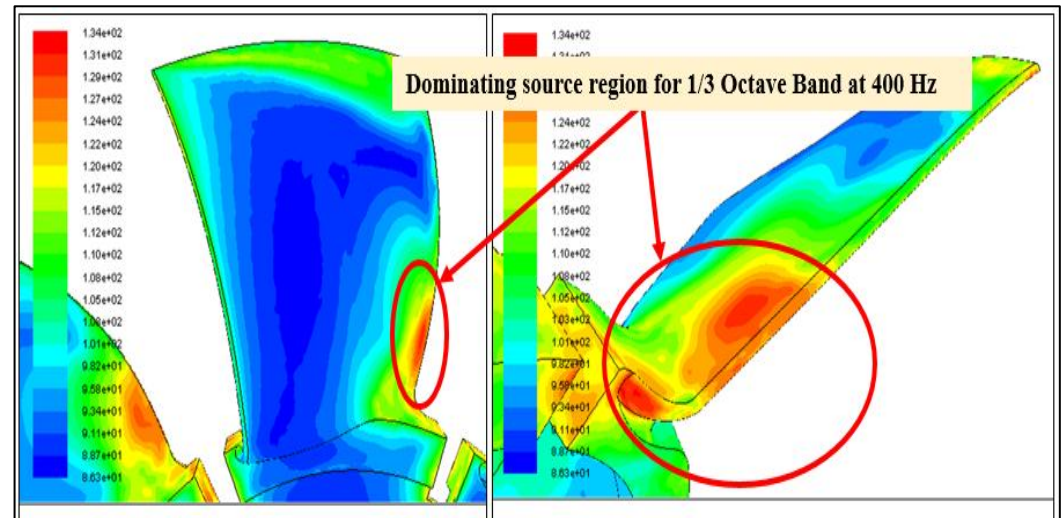 Dominating source region for 1/3 Octave Band at 400 Hz
1.34e+02
1.31e+02
1.29e+02
1.27e+02
1.24e+02
1.22e+02
1.20e+02
1.17e+02
1.15e+02
1.12e+02
1.10e+02
1.08e+02
1.05e+02
1.01e+02
9.82e+01
9.58e+01
9.34e+01
9.11e+01
8.87e+01
8.63e+01
1.34e+02
1.24e+02
1.22e+02
1.20e+02
1.17e+02
1.15e+02
1.12e+02
1.10e+02
1.08e+02
1.05e+02
1.03e+02
1.01e+02
9.82e+01
9.58e+01
9.34e+01
9.11e+01
8.87e+01
8.63e+01